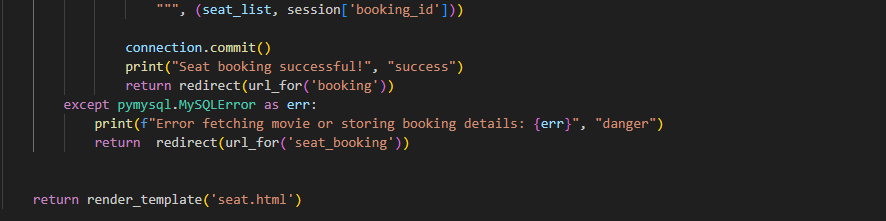 """, (seat_list, session['booking_id']))
connection.commit()
print("Seat booking successful!", "success")
return redirect(url_for('booking'))
except pymysql.MySQLError as err:
print(f"Error fetching movie or storing booking details: {err}", "danger")
return  redirect(url_for('seat_booking'))
return render_template('seat.html')